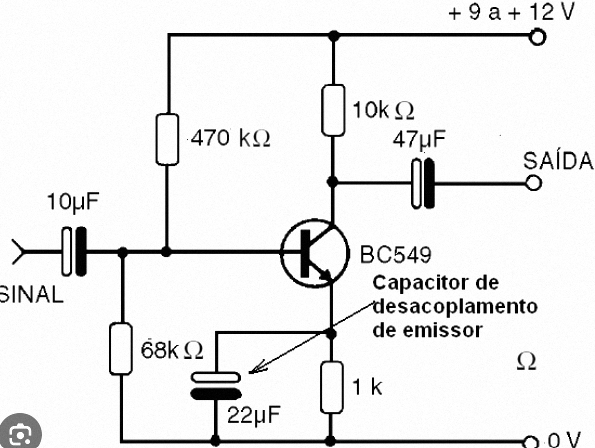 + 9 a + 12 V
10k Ω
470 kΩ
47µF
SAÍDA
10µF
BC549
SINAL
Capacitor de
desacoplamento
de emissor
68k Ω
Ω
1 k
22µF
0 V